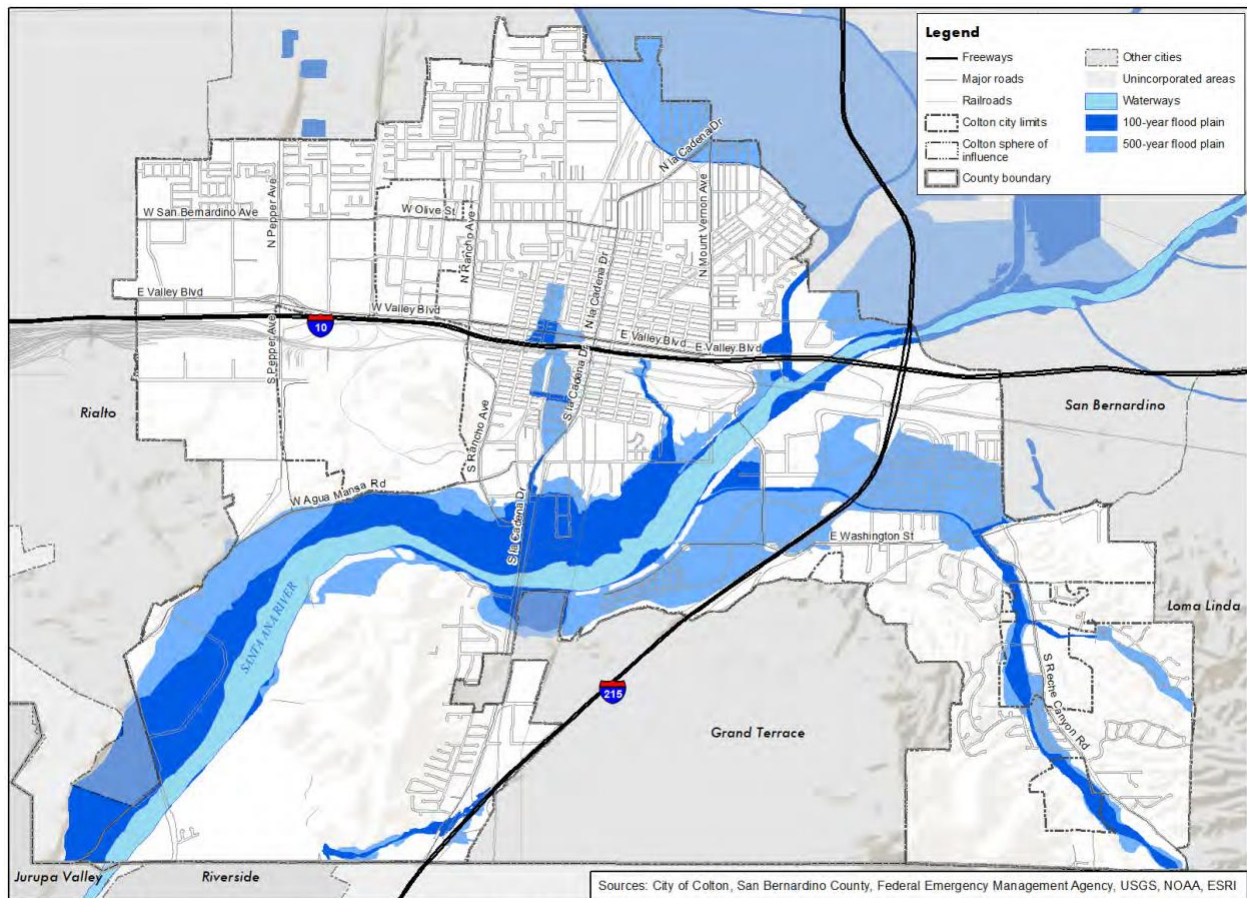 Legend
Freeways
Major roads
Railroads
Colton city limits
Colton sphere of
influence
County boundary
Other cities
Unincorporated areas
Waterways
100-year flood plain
500-year flood plain
N la Cadena Dr
W San Bernardino Ave
N Pepper Ave
W Olive St
N Rancho Ave
N Mount Vernon Ave
N la Cadena Dr
E Valley Blvd
W Valley Blvd
10
E Valley Blvd
E Valley Blvd
S Pepper Ave
S la Cadena Dr
S Rancho Ave
Rialto
San Bernardino
W Agua Mansa Rd
S la Cadena Dr
E Washington St
SANTA ANA RIVER
Loma Linda
S Reche Canyon Rd
215
Grand Terrace
Jurupa Valley
Riverside
Sources: City of Colton, San Bernardino County, Federal Emergency Management Agency, USGS, NOAA, ESRI